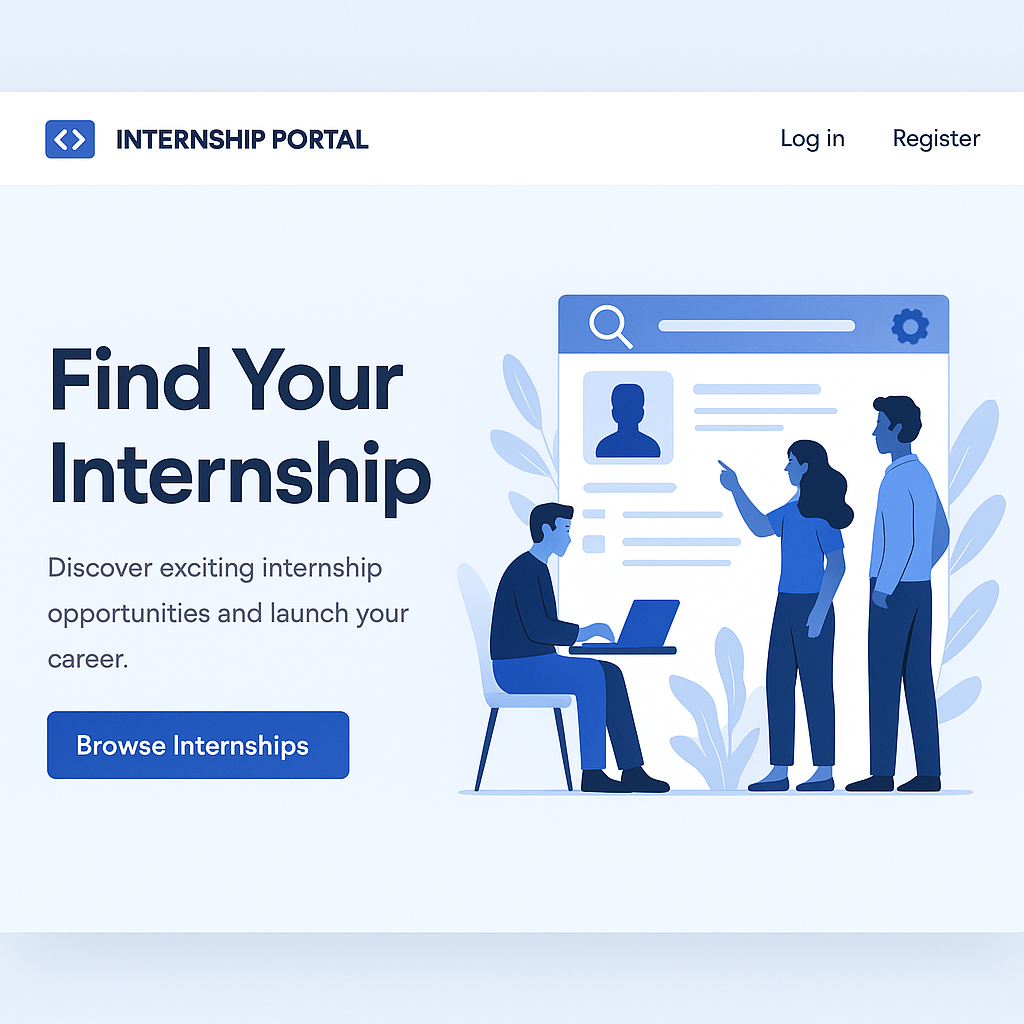 INTERNSHIP PORTAL
Log in
Register
Find Your
Internship
Discover exciting internship
opportunities and launch your
career.
Browse Internships